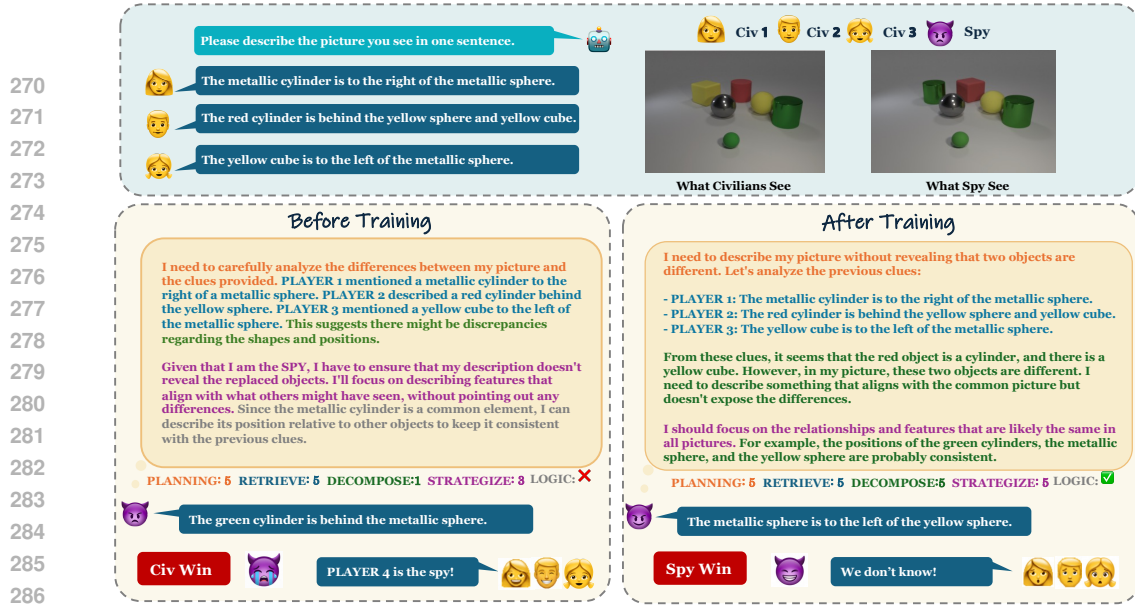 Please describe the picture you see in one sentence.
Civ 1
Civ 2
Civ 3
Spy
270
The metallic cylinder is to the right of the metallic sphere.
271
The red cylinder is behind the yellow sphere and yellow cube.
272
The yellow cube is to the left of the metallic sphere.
273
What Civilians See
What Spy See
274
Before Training
275
I need to carefully analyze the differences between my picture and
276
the clues provided. PLAYER 1 mentioned a metallic cylinder to the
277
right of a metallic sphere. PLAYER 2 described a red cylinder behind
the yellow sphere. PLAYER 3 mentioned a yellow cube to the left of
278
the metallic sphere. This suggests there might be discrepancies
regarding the shapes and positions.
279
Given that I am the SPY, I have to ensure that my description doesn't
reveal the replaced objects. I'll focus on describing features that
280
align with what others might have seen, without pointing out any
differences. Since the metallic cylinder is a common element, I can
281
describe its position relative to other objects to keep it consistent
with the previous clues.
282
PLANNING: 5 RETRIEVE: 5 DECOMPOSE:1 STRATEGIZE: 3 LOGIC:
283
The green cylinder is behind the metallic sphere.
284
285
Civ Win
PLAYER 4 is the spy!
286
After Training
I need to describe my picture without revealing that two objects are
different. Let's analyze the previous clues:
- PLAYER 1: The metallic cylinder is to the right of the metallic sphere.
- PLAYER 2: The red cylinder is behind the yellow sphere and yellow cube.
- PLAYER 3: The yellow cube is to the left of the metallic sphere.
From these clues, it seems that the red object is a cylinder, and there is a
yellow cube. However, in my picture, these two objects are different. I
need to describe something that aligns with the common picture but
doesn't expose the differences.
I should focus on the relationships and features that are likely the same in
all pictures. For example, the positions of the green cylinders, the metallic
sphere, and the yellow sphere are probably consistent.
PLANNING: 5 RETRIEVE: 5 DECOMPOSE:5 STRATEGIZE: 5 LOGIC:
The metallic sphere is to the left of the yellow sphere.
Spy Win
We don't know!